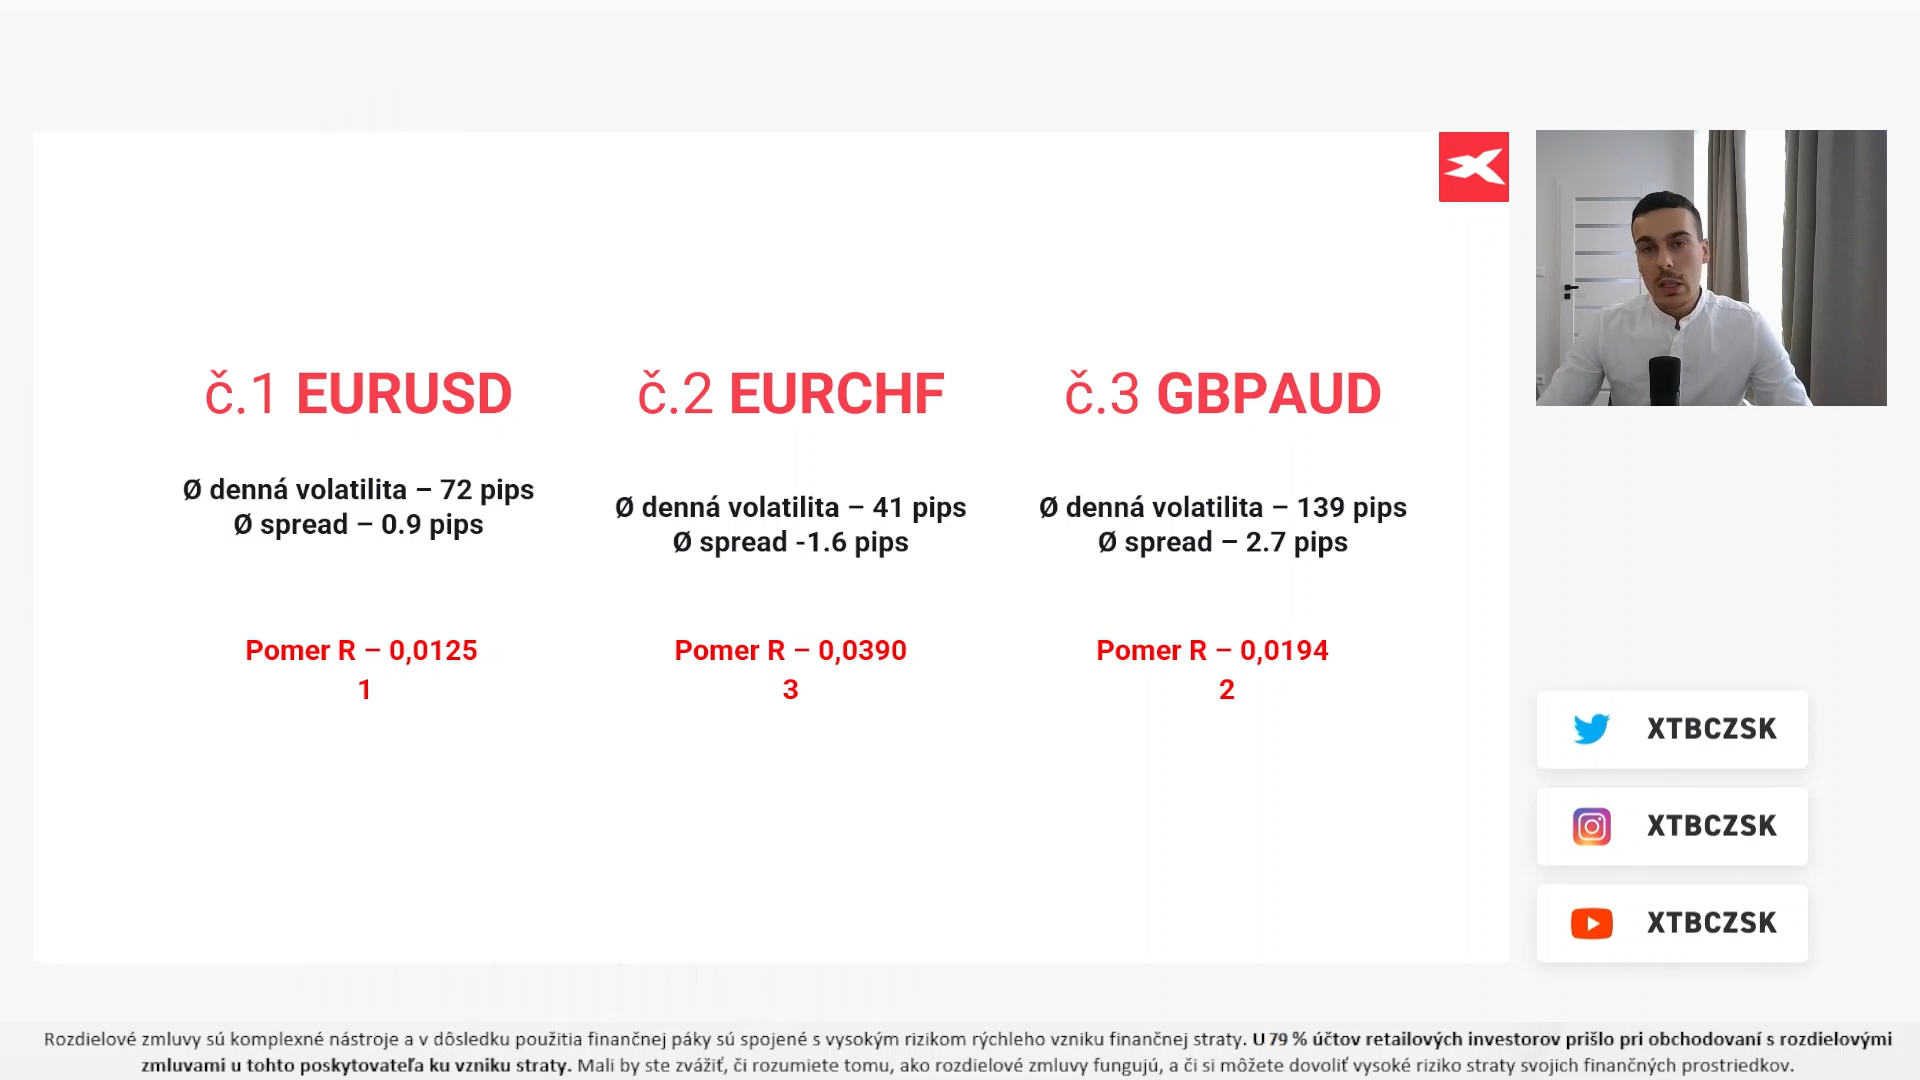 č.1 EURUSD
Ø denná volatilita – 72 pips
Ø spread – 0.9 pips
Pomer R – 0,0125
1
č.2 EURCHF
Ø denná volatilita – 41 pips
Ø spread -1.6 pips
Pomer R – 0,0390
3
č.3 GBPAUD
Ø denná volatilita – 139 pips
Ø spread – 2.7 pips
Pomer R – 0,0194
2
XTBCZSK
XTBCZSK
XTBCZSK
Rozdielové zmluvy sú komplexné nástroje a v dôsledku použitia finančnej páky sú spojené s vysokým rizikom rýchleho vzniku finančnej straty. U 79 % účtov retailových investorov prišlo pri obchodovaní s rozdielovými
zmluvami u tohto poskytovateľa ku vzniku straty. Mali by ste zvážiť, či rozumiete tomu, ako rozdielové zmluvy fungujú, a či si môžete dovoliť vysoké riziko straty svojich finančných prostriedkov.